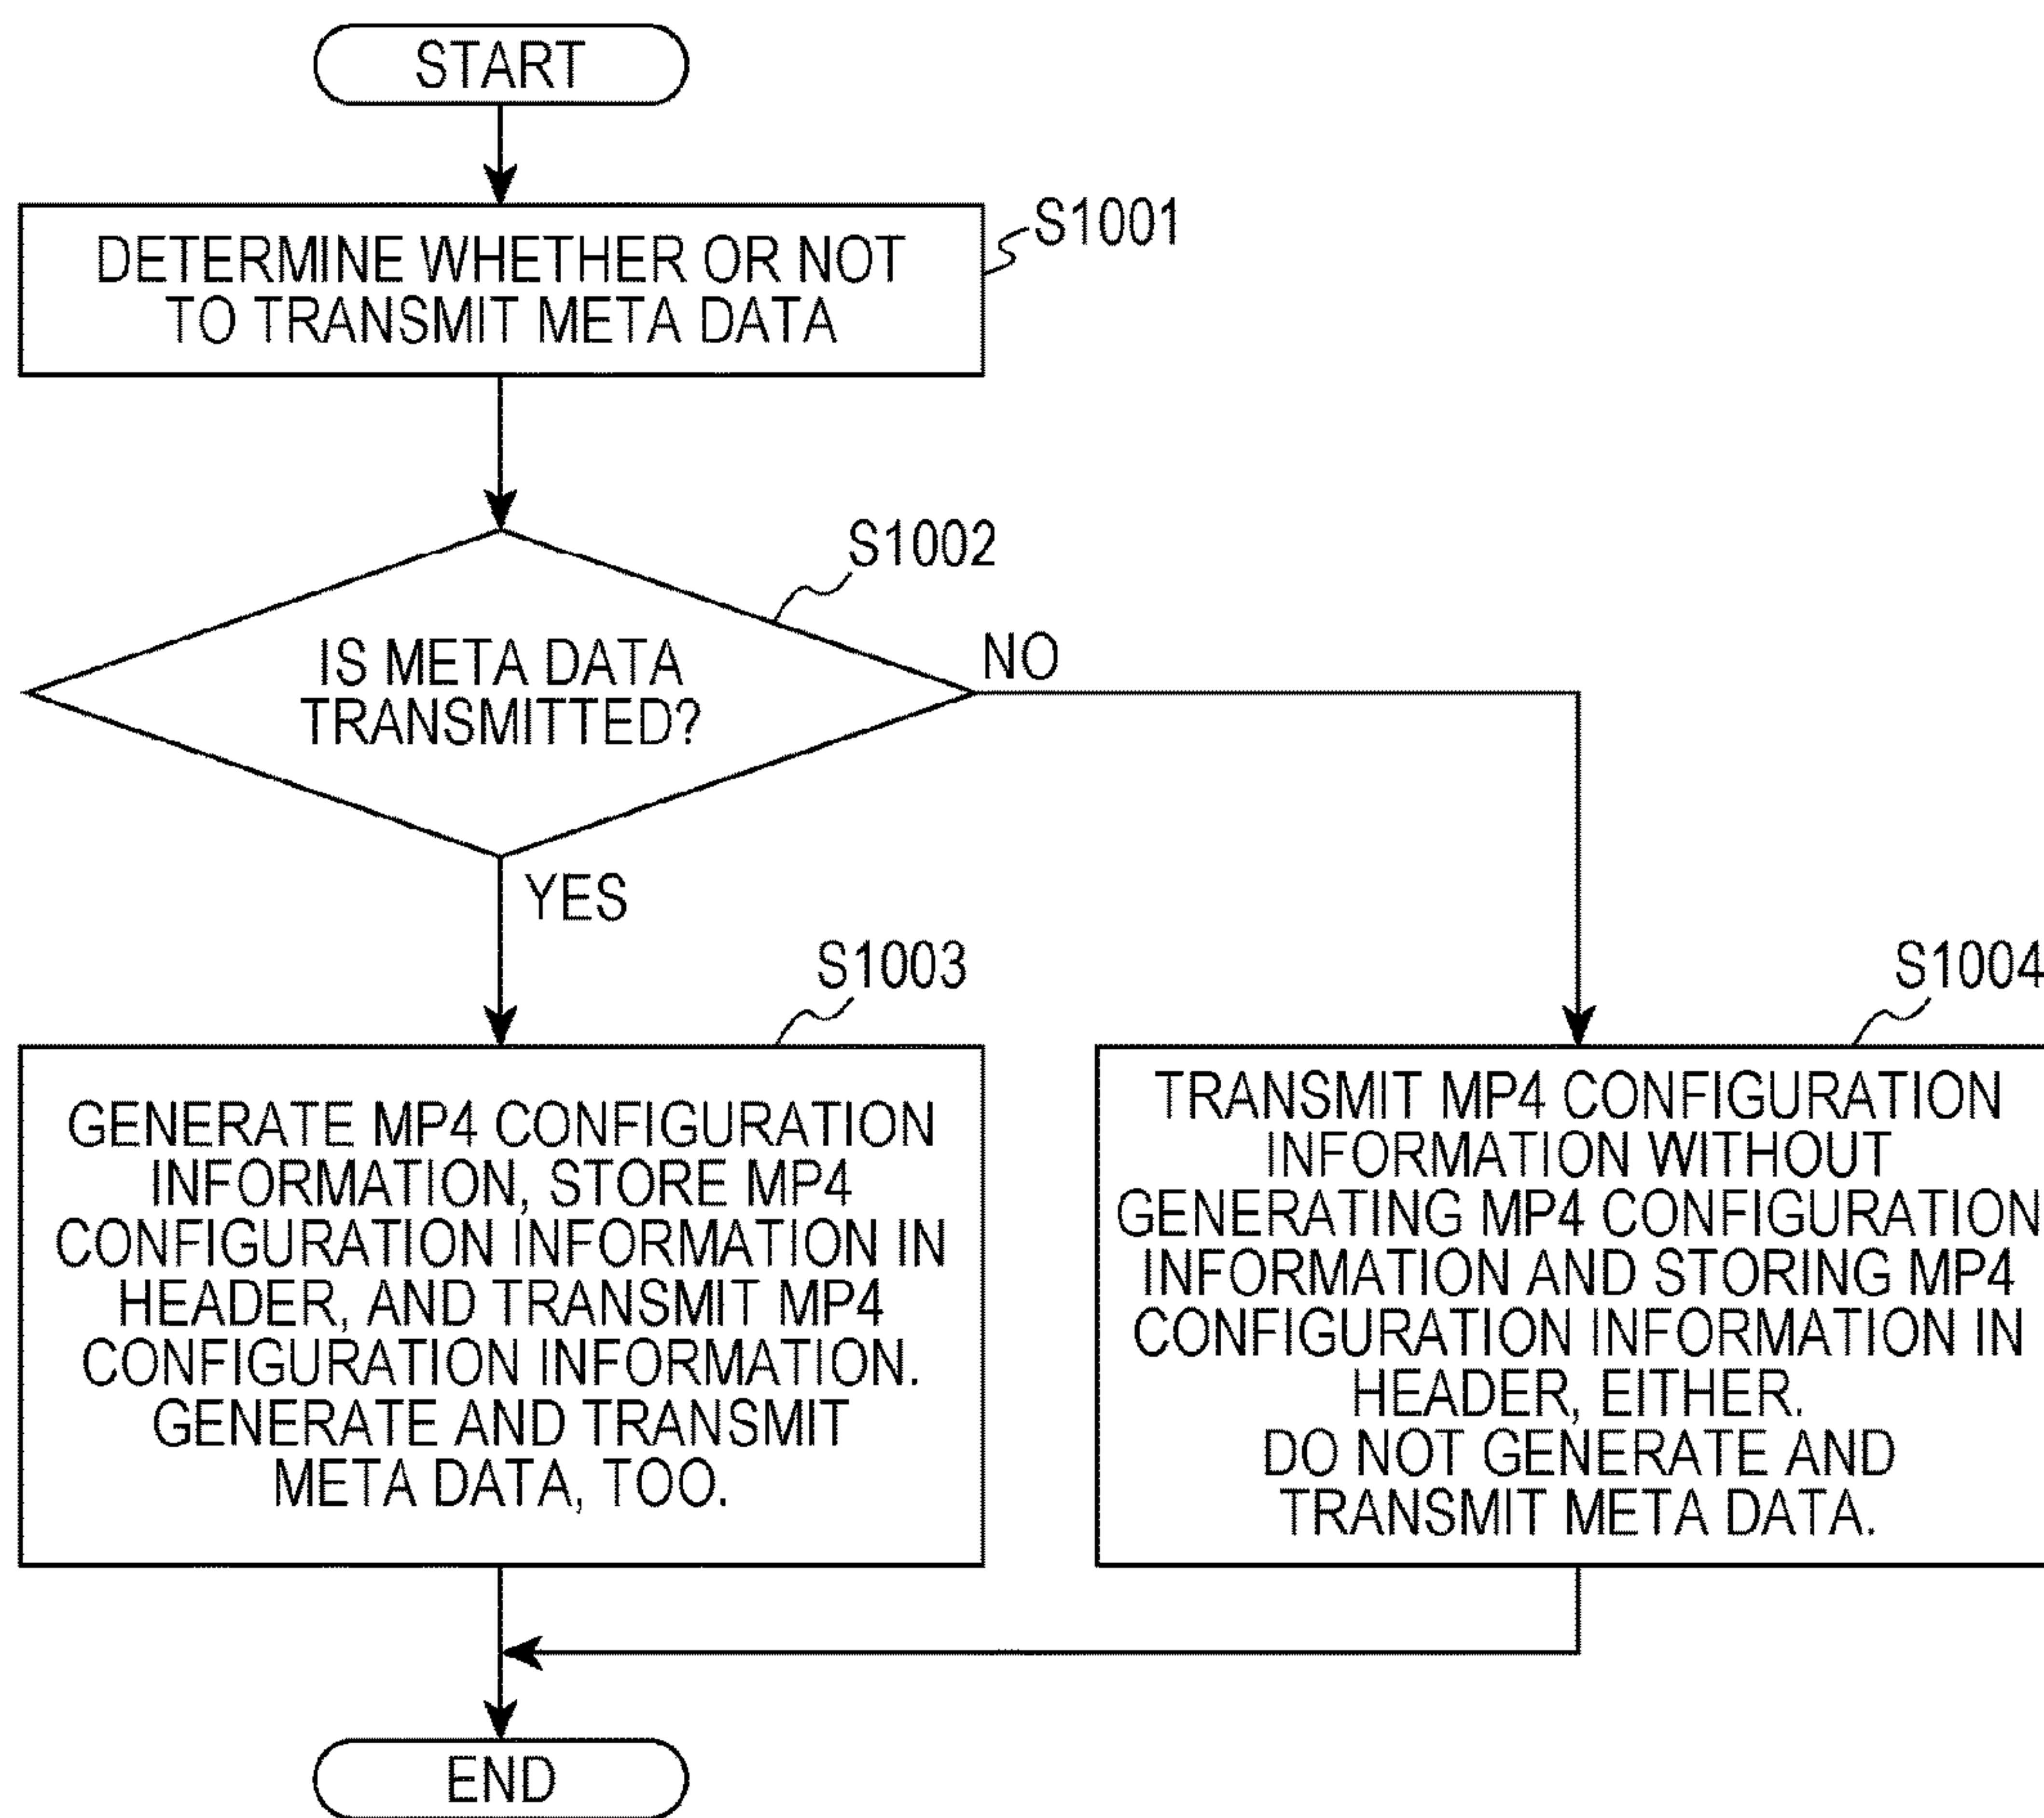 START
S1001
DETERMINE WHETHER OR NOT
TO TRANSMIT META DATA
S1002
IS META DATA
TRANSMITTED?
NO
YES
S1003
GENERATE MP4 CONFIGURATION
INFORMATION, STORE MP4
CONFIGURATION INFORMATION IN
HEADER, AND TRANSMIT MP4
CONFIGURATION INFORMATION.
GENERATE AND TRANSMIT
META DATA, TOO.
S1004
TRANSMIT MP4 CONFIGURATION
INFORMATION WITHOUT
GENERATING MP4 CONFIGURATION
INFORMATION AND STORING MP4
CONFIGURATION INFORMATION IN
HEADER, EITHER.
DO NOT GENERATE AND
TRANSMIT META DATA.
END